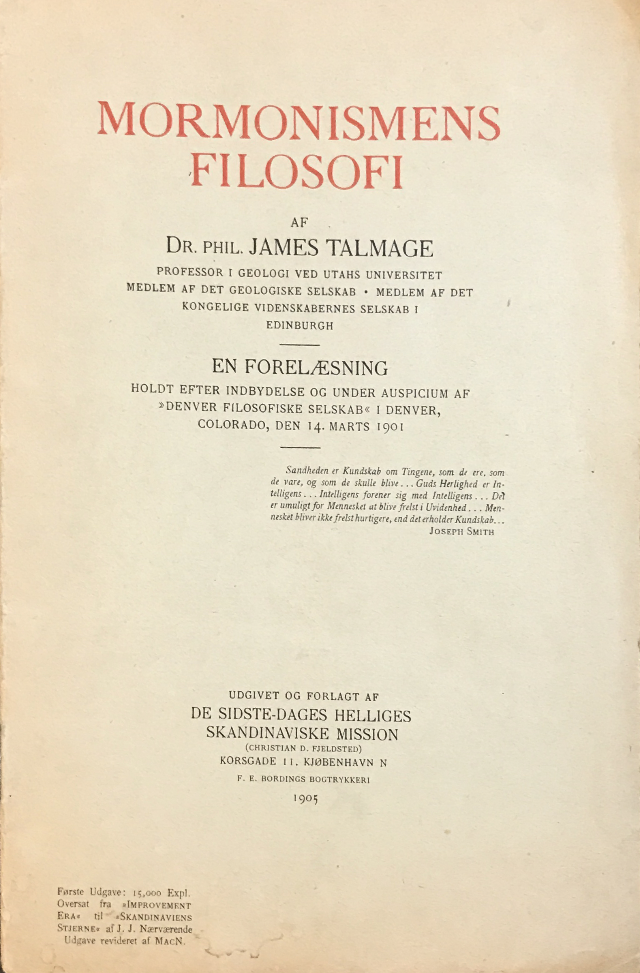 MORMONISMENS
FILOSOFI
AF
DR. PHIL. JAMES TALMAGE
PROFESSOR I GEOLOGI VED UTAHS UNIVERSITET
MEDLEM AF DET GEOLOGISKE SELSKAB • MEDLEM AF DET
KONGELIGE VIDENSKABERNES SELSKAB I
EDINBURGH
EN FORELÆSNING
HOLDT EFTER INDBYDELSE OG UNDER AUSPICIUM AF
»DENVER FILOSOFISKE SELSKAB« I DENVER,
COLORADO, DEN 14. MARTS 1901
Sandheden er Kundskab om Tingene, som de ere, som
de vare, og som de skulle blive... Guds Herlighed er In-
telligens... Intelligens forener sig med Intelligens... Det
er umuligt for Mennesket at blive frelst i Uvidenhed... Men-
nesket bliver ikke frelst hurtigere, end det erholder Kundskab...
JOSEPH SMITH
UDGIVET OG FORLAGT AF
DE SIDSTE-DAGES HELLIGES
SKANDINAVISKE MISSION
(CHRISTIAN D. FJELDSTED)
KORSGADE 11, KJØBENHAVN N
F. E. BORDINGS BOGTRYKKERI
1905
Første Udgave: 15,000 Expl.
Oversat fra »IMPROVEMENT
ERA« til »SKANDINAVIENS
STJERNE« af J. J. Nærværende
Udgave revideret af MACN.